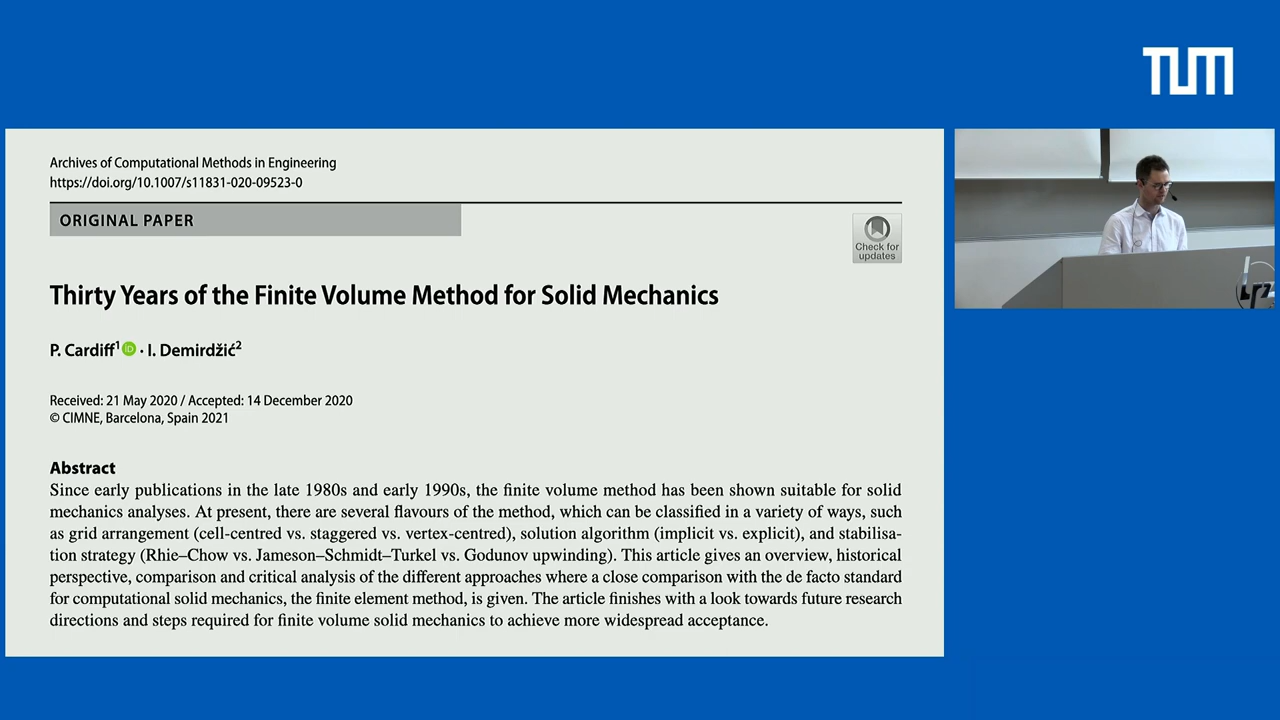 TUM
Archives of Computational Methods in Engineering
https://doi.org/10.1007/s11831-020-09523-0
ORIGINAL PAPER
Check for
updates
Thirty Years of the Finite Volume Method for Solid Mechanics
P. Cardiff1 iD · I. Demirdžić2
Received: 21 May 2020 / Accepted: 14 December 2020
© CIMNE, Barcelona, Spain 2021
Abstract
Since early publications in the late 1980s and early 1990s, the finite volume method has been shown suitable for solid
mechanics analyses. At present, there are several flavours of the method, which can be classified in a variety of ways, such
as grid arrangement (cell-centred vs. staggered vs. vertex-centred), solution algorithm (implicit vs. explicit), and stabilisa-
tion strategy (Rhie–Chow vs. Jameson–Schmidt–Turkel vs. Godunov upwinding). This article gives an overview, historical
perspective, comparison and critical analysis of the different approaches where a close comparison with the de facto standard
for computational solid mechanics, the finite element method, is given. The article finishes with a look towards future research
directions and steps required for finite volume solid mechanics to achieve more widespread acceptance.